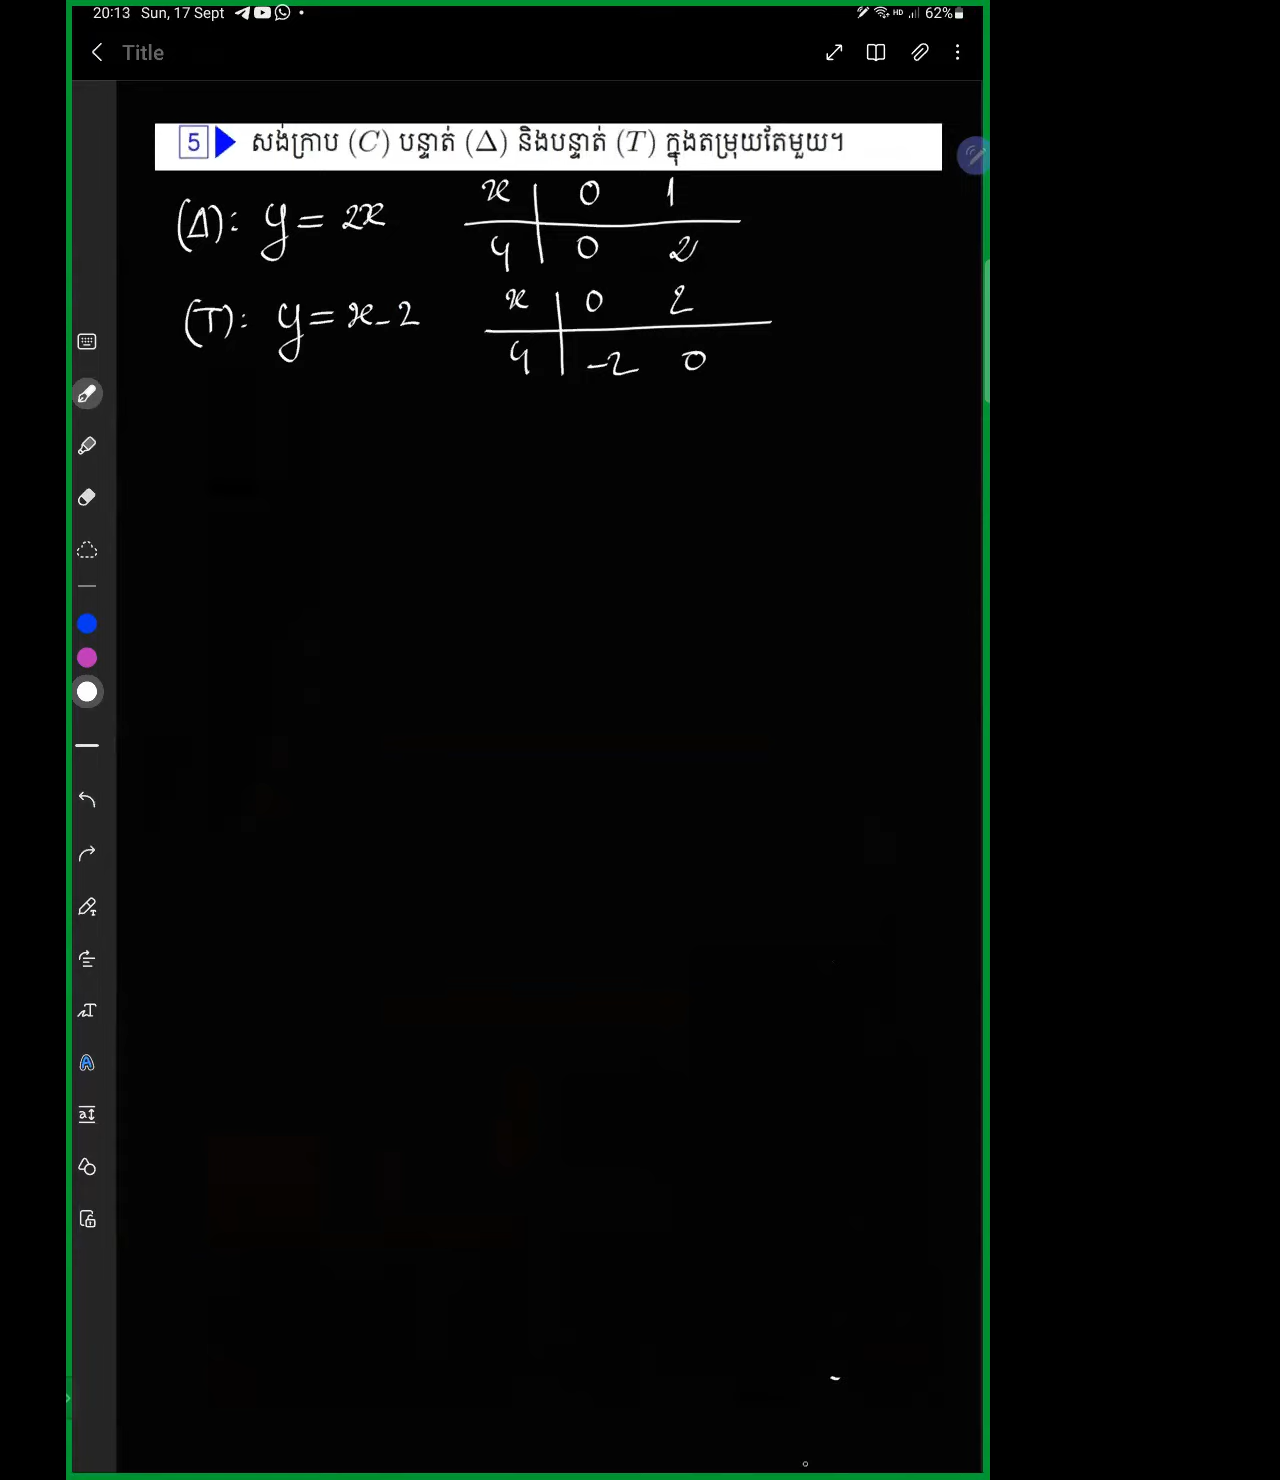 20:13 Sun, 17 Sept HD 62%
Title
5 សង់ក្រាប (C) បន្ទាត់ (Δ) និងបន្ទាត់ (T) ក្នុងតម្រុយតែមួយ។
(Δ): y = 2x
x 0 1
y 0 2
(T): y = x - 2
x 0 2
y -2 0